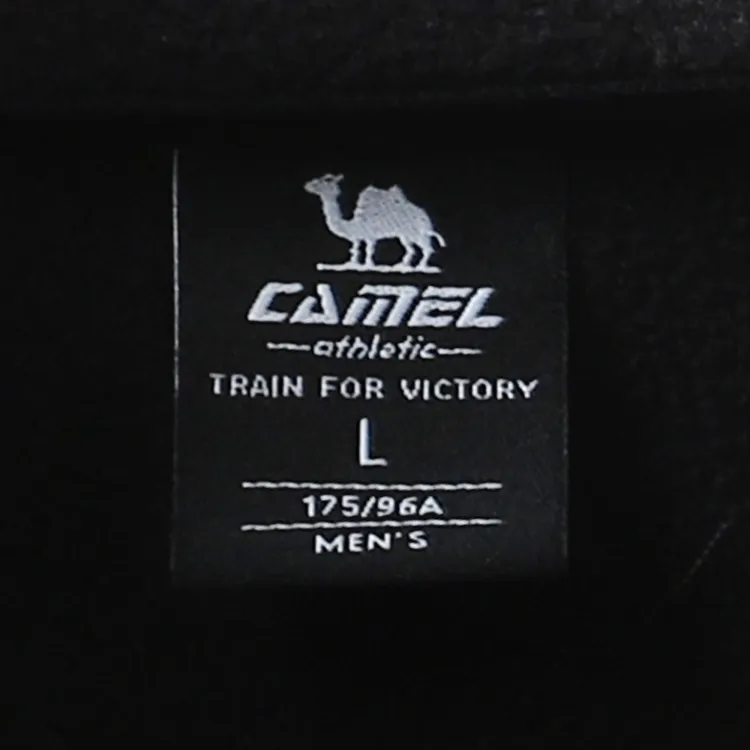 CAMEL
athletic
TRAIN FOR VICTORY
L
175/96A
MEN'S